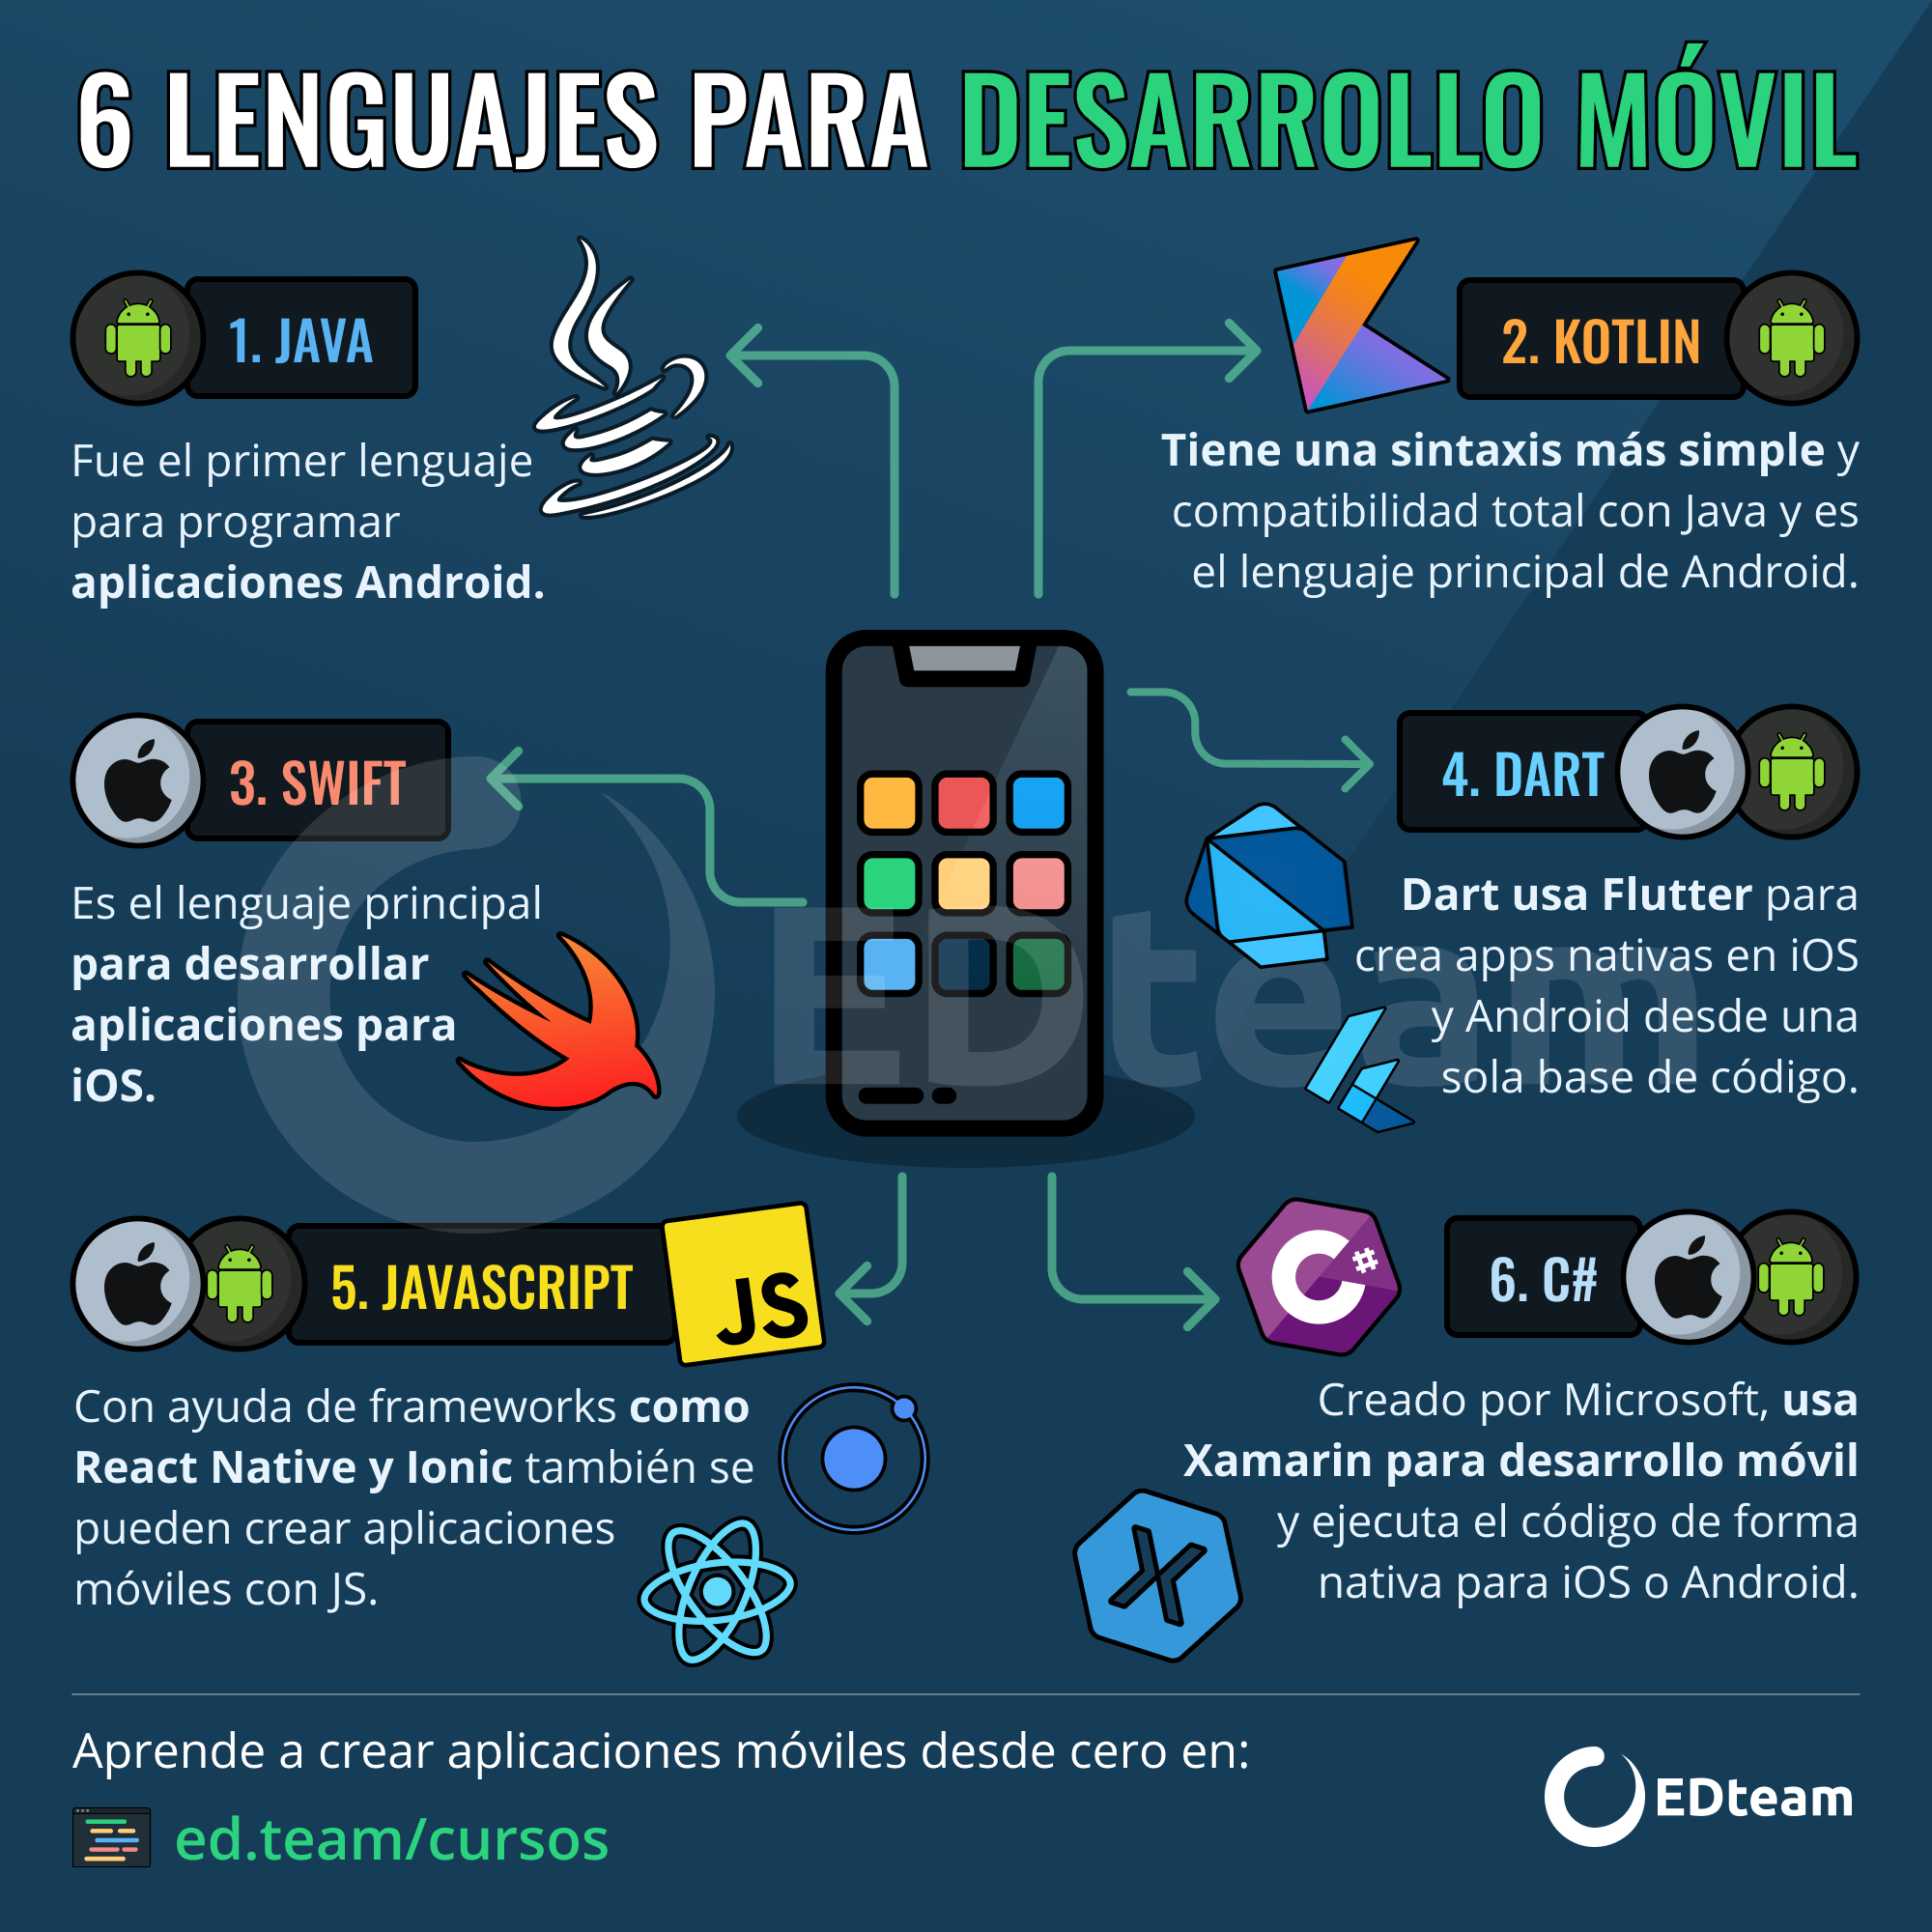 6 LENGUAJES PARA DESARROLLO MÓVIL
1. JAVA
Fue el primer lenguaje
para programar
aplicaciones Android.
2. KOTLIN
Tiene una sintaxis más simple y
compatibilidad total con Java y es
el lenguaje principal de Android.
3. SWIFT
Es el lenguaje principal
para desarrollar
aplicaciones para
iOS.
4. DART
Dart usa Flutter para
crea apps nativas en iOS
y Android desde una
sola base de código.
EDteam
5. JAVASCRIPT
JS
Con ayuda de frameworks como
React Native y Ionic también se
pueden crear aplicaciones
móviles con JS.
C#
6. C#
Creado por Microsoft, usa
Xamarin para desarrollo móvil
y ejecuta el código de forma
nativa para iOS o Android.
X
Aprende a crear aplicaciones móviles desde cero en:
ed.team/cursos
EDteam